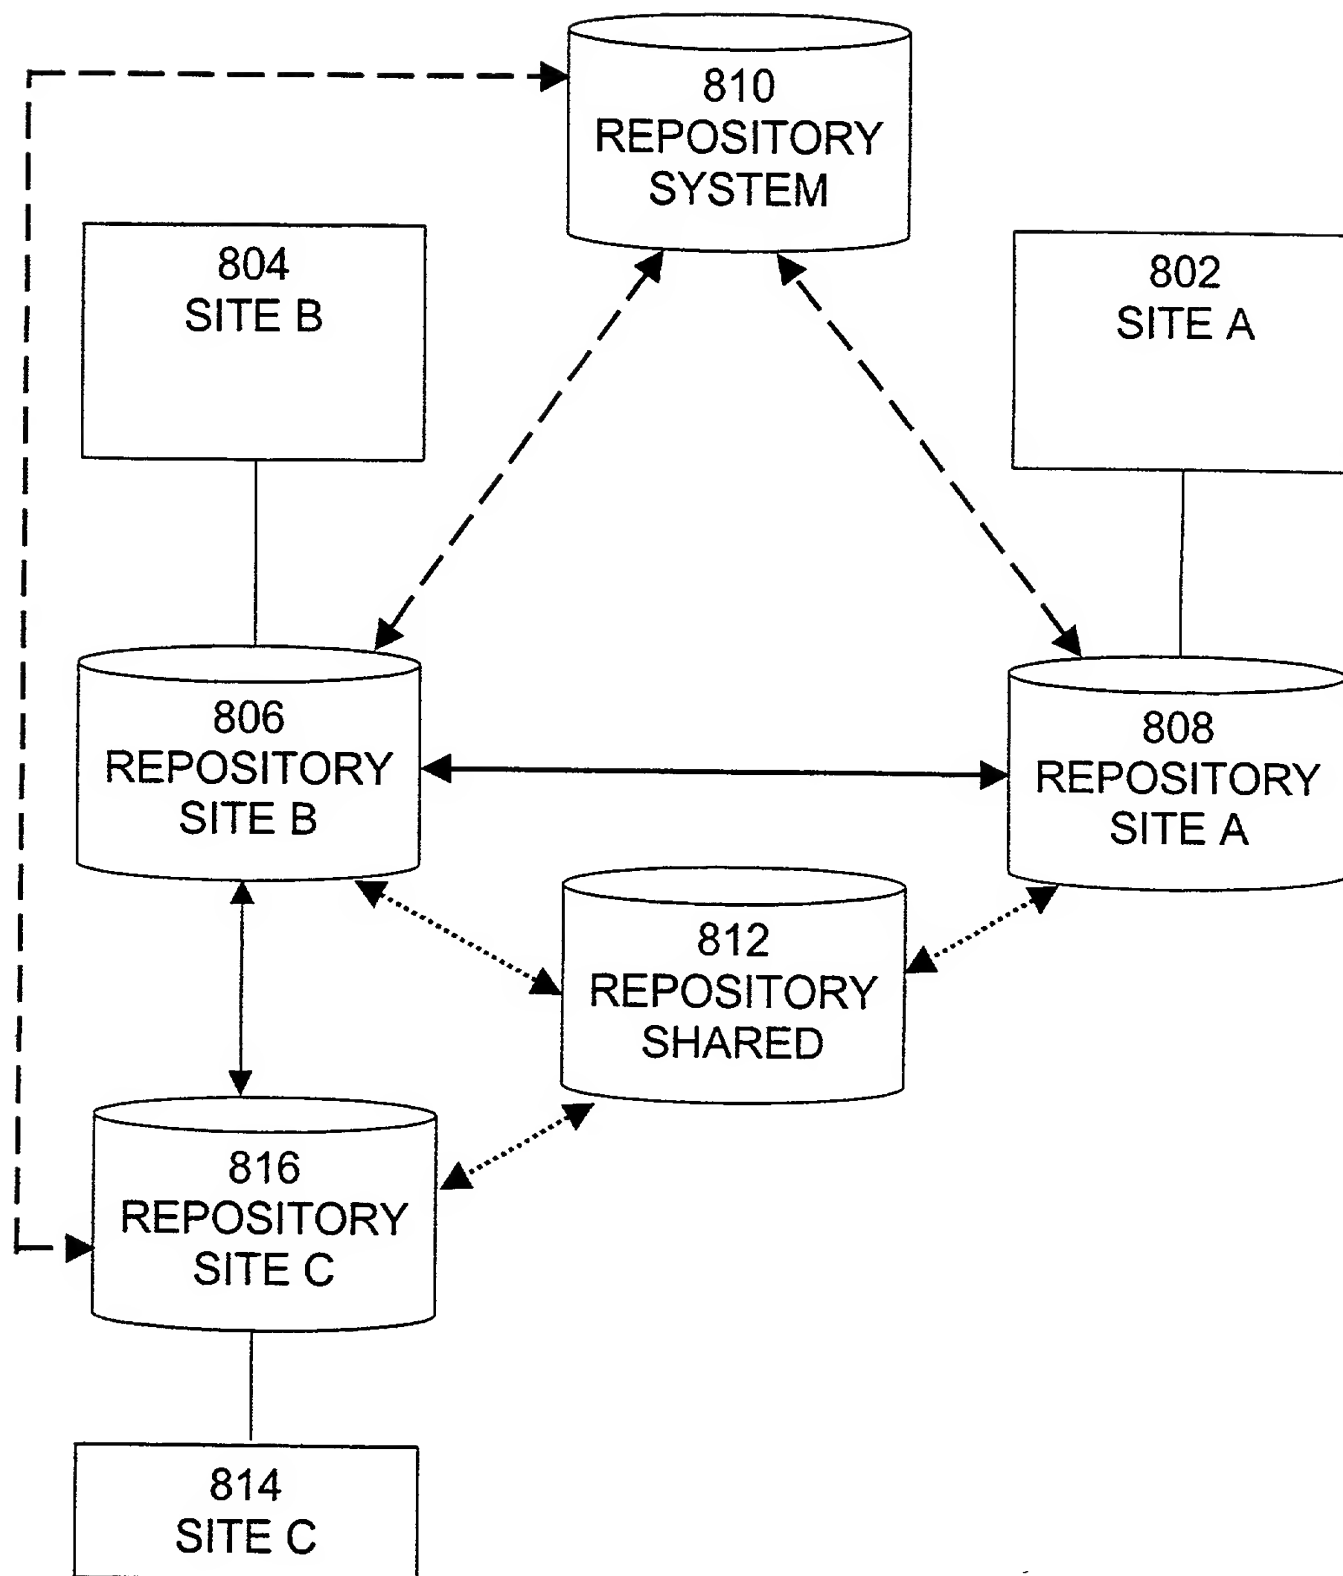 810
REPOSITORY
SYSTEM
804
SITE B
802
SITE A
806
REPOSITORY
SITE B
808
REPOSITORY
SITE A
812
REPOSITORY
SHARED
816
REPOSITORY
SITE C
814
SITE C